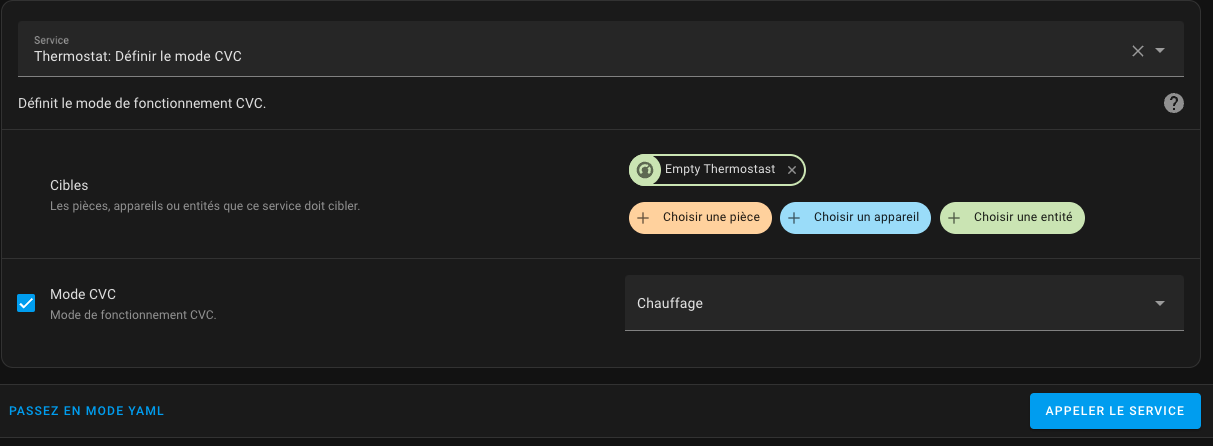 Service
Thermostat: Définir le mode CVC
Définit le mode de fonctionnement CVC.
Cibles
Les pièces, appareils ou entités que ce service doit cibler.
Empty Thermostast
Choisir une pièce
Choisir un appareil
Choisir une entité
Mode CVC
Mode de fonctionnement CVC.
Chauffage
PASSEZ EN MODE YAML
APPELER LE SERVICE